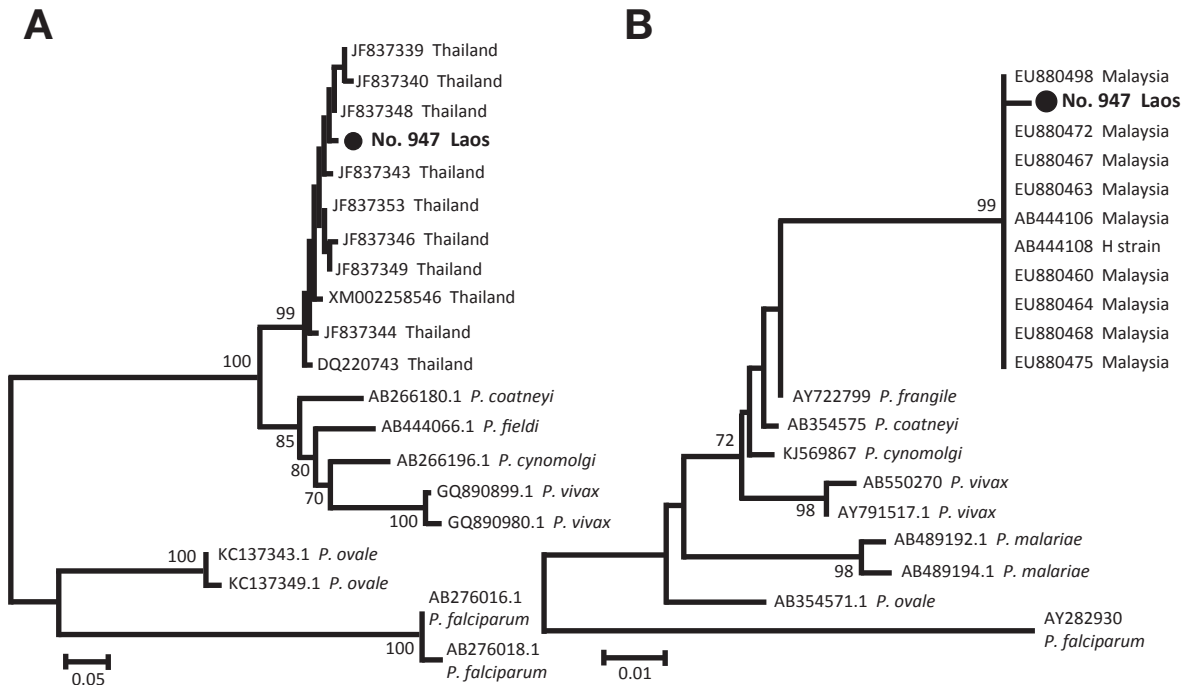 A
JF837339 Thailand
JF837340 Thailand
JF837348 Thailand
No. 947 Laos
JF837343 Thailand
JF837353 Thailand
JF837346 Thailand
JF837349 Thailand
XM002258546 Thailand
99
JF837344 Thailand
100
DQ220743 Thailand
AB266180.1 P. coatneyi
85
AB444066.1 P. fieldi
80
AB266196.1 P. cynomolgi
70
GQ890899.1 P. vivax
100
GQ890980.1 P. vivax
100
KC137343.1 P. ovale
KC137349.1 P. ovale
AB276016.1
P. falciparum
100
AB276018.1
P. falciparum
0.05
B
EU880498 Malaysia
No. 947 Laos
EU880472 Malaysia
EU880467 Malaysia
EU880463 Malaysia
99
AB444106 Malaysia
AB444108 H strain
EU880460 Malaysia
EU880464 Malaysia
EU880468 Malaysia
EU880475 Malaysia
AY722799 P. frangile
AB354575 P. coatneyi
72
KJ569867 P. cynomolgi
AB550270 P. vivax
98
AY791517.1 P. vivax
AB489192.1 P. malariae
98
AB489194.1 P. malariae
AB354571.1 P. ovale
AY282930
P. falciparum
0.01